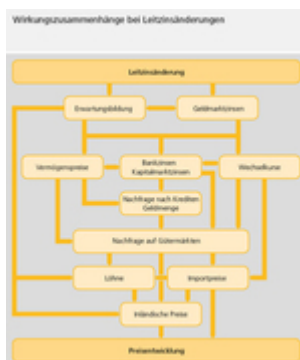 Wirkungszusammenhänge bei Leitzinsänderungen
Leitzinsänderung
Erwartungsbildung
Geldmarktzinsen
Vermögenspreise
Bankzinsen
Kapitalmarktzinsen
Wechselkurse
Nachfrage nach Krediten
Geldmenge
Nachfrage auf Gütermärkten
Löhne
Importpreise
Inländische Preise
Preisentwicklung